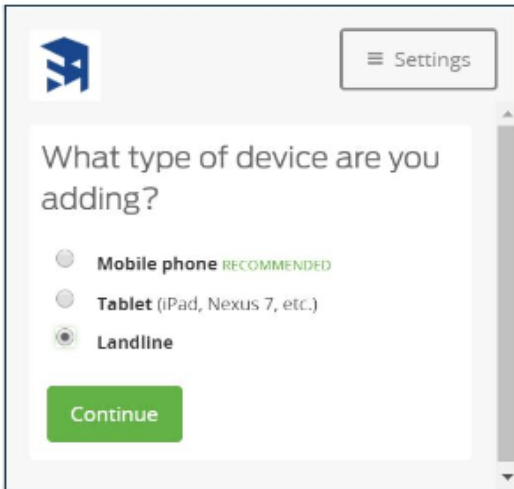 ≡ Settings
What type of device are you
adding?
Mobile phone RECOMMENDED
Tablet (iPad, Nexus 7, etc.)
Landline
Continue